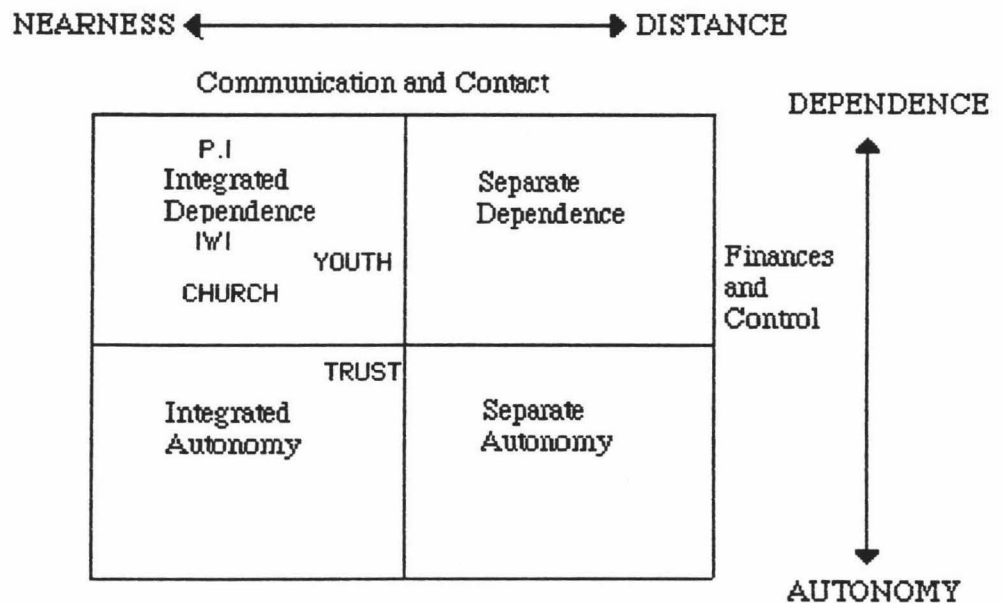 NEARNESS DISTANCE
Communication and Contact
DEPENDENCE
P.I
Integrated
Dependence
IWI
YOUTH
CHURCH
Separate
Dependence
Finances
and
Control
TRUST
Integrated
Autonomy
Separate
Autonomy
AUTONOMY